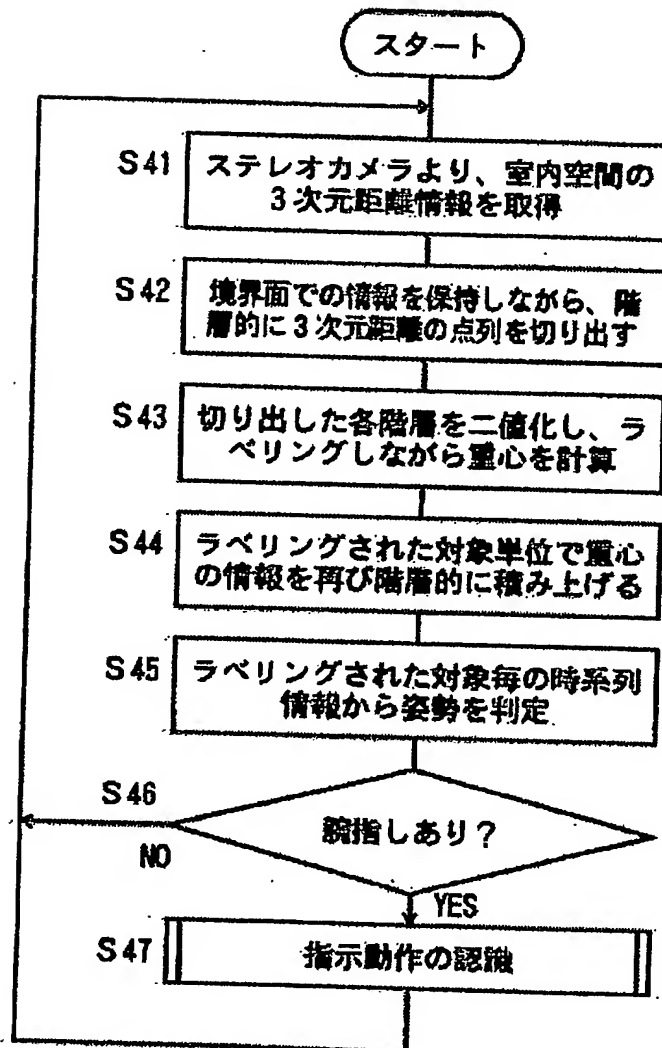 スタート
S41
ステレオカメラより、室内空間の
3次元距離情報を取得
S42
境界面での情報を保持しながら、階
層的に3次元距離の点列を切り出す
S43
切り出した各階層を二値化し、ラ
ベリングしながら重心を計算
S44
ラベリングされた対象単位で重心
の情報を再び階層的に積み上げる
S45
ラベリングされた対象毎の時系列
情報から姿勢を判定
S46
腕指しあり?
NO
YES
S47
指示動作の認識